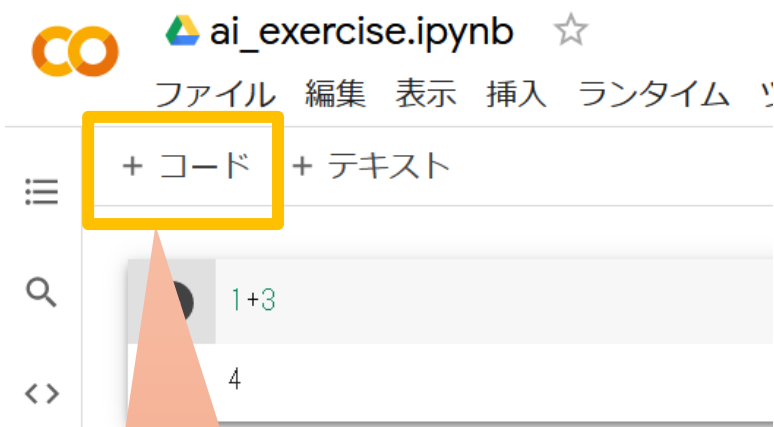 ai_exercise.ipynb
ファイル 編集 表示 挿入 ランタイム
+ コード + テキスト
1+3
4